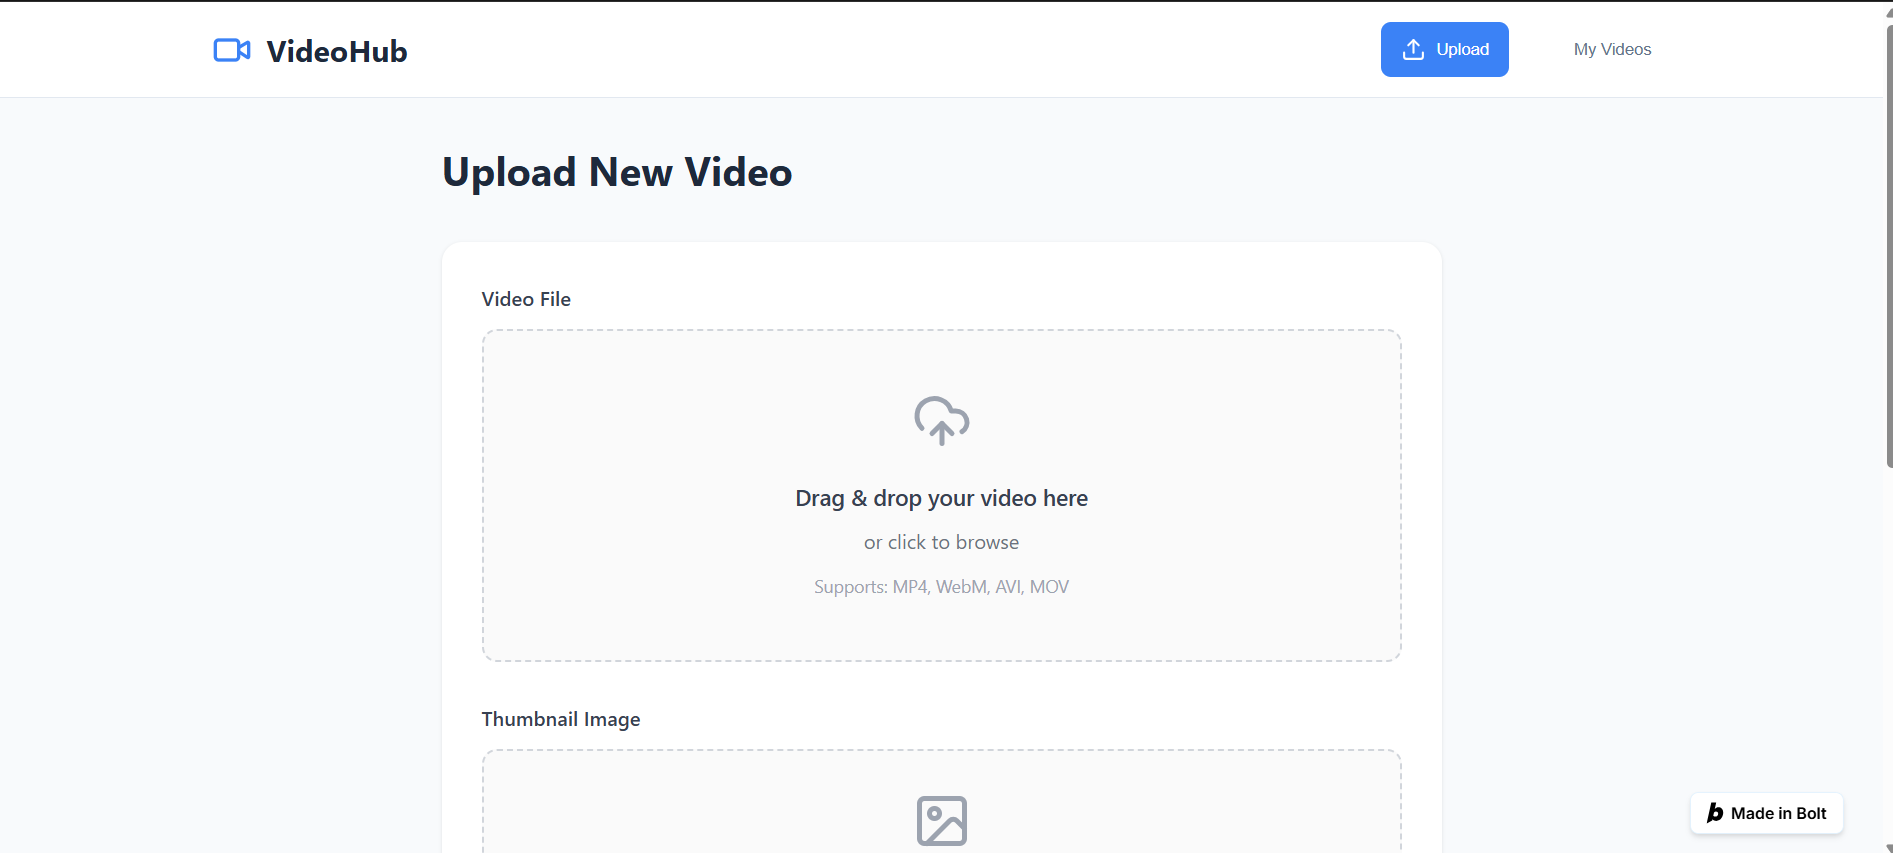 VideoHub
Upload
My Videos
Upload New Video
Video File
Drag & drop your video here
or click to browse
Supports: MP4, WebM, AVI, MOV
Thumbnail Image
Made in Bolt